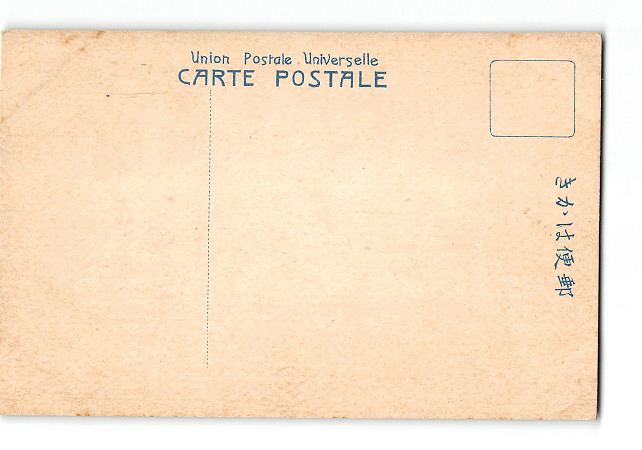 Union Postale Universelle
CARTE POSTALE
きかは便郵